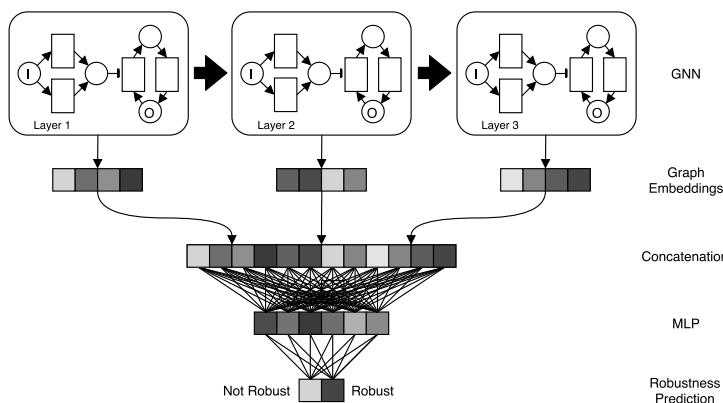 I
O
Layer 1
I
O
Layer 2
I
O
Layer 3
GNN
Graph
Embeddings
Concatenation
MLP
Not Robust
Robust
Robustness
Prediction